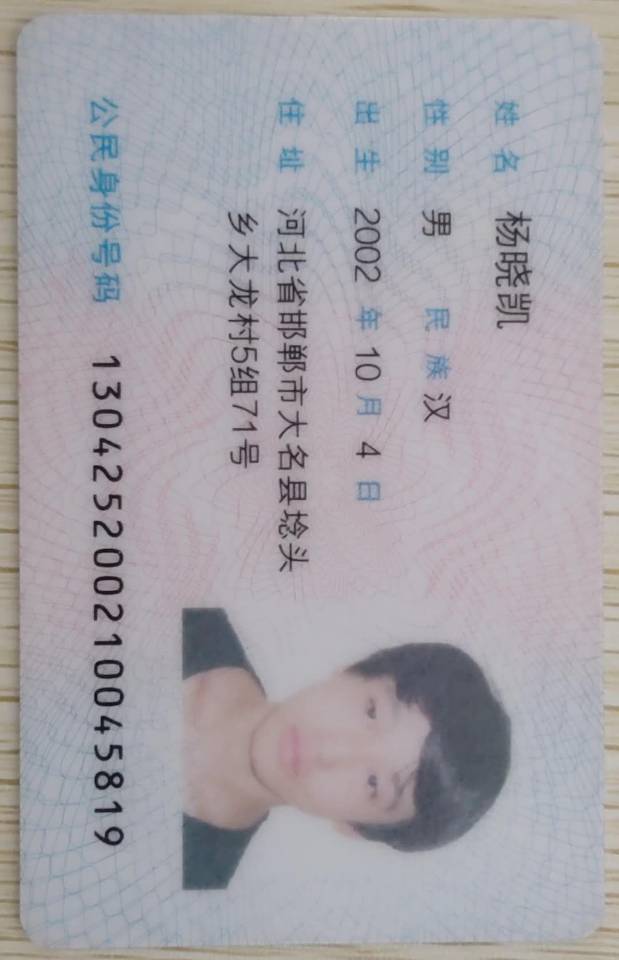 姓名 杨晓凯
性别 男 民族 汉
出生 2002 年 10 月 4 日
住址 河北省邯郸市大名县埝头
乡大龙村5组71号
公民身份号码 130425200210045819